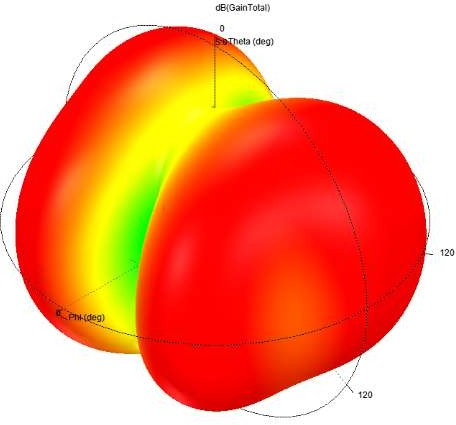 dB(GainTotal)
0
Theta (deg)
120
Phi (deg)
120